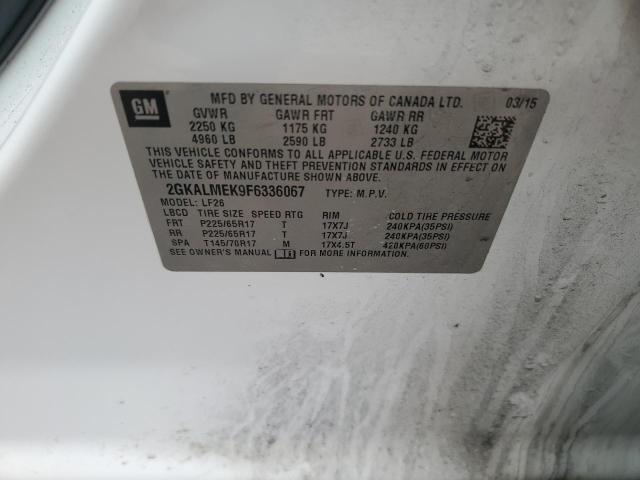 GM
MFD BY GENERAL MOTORS OF CANADA LTD. 03/15
GVWR GAWR FRT GAWR RR
2250 KG 1175 KG 1240 KG
4960 LB 2590 LB 2733 LB
THIS VEHICLE CONFORMS TO ALL APPLICABLE U.S. FEDERAL MOTOR
VEHICLE SAFETY AND THEFT PREVENTION STANDARDS IN EFFECT ON
THE DATE OF MANUFACTURE SHOWN ABOVE.
2GKALMEK9F6336067 TYPE: M.P.V.
MODEL: LF26
LBCD TIRE SIZE SPEED RTG RIM COLD TIRE PRESSURE
FRT P225/65R17 T 17X7J 240KPA(35PSI)
RR P225/65R17 T 17X7J 240KPA(35PSI)
SPA T145/70R17 M 17X4.5T 420KPA(60PSI)
SEE OWNER'S MANUAL FOR MORE INFORMATION.